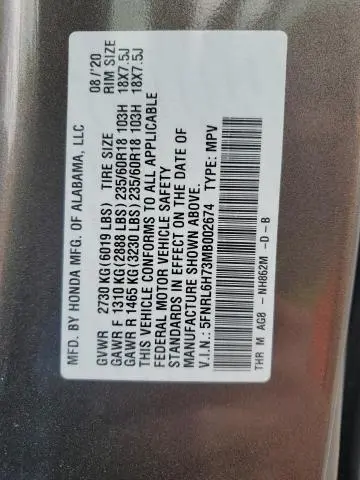 MFD. BY HONDA MFG. OF ALABAMA, LLC 08 /'20
TIRE SIZE RIM SIZE
GVWR 2730 KG(6019 LBS)
GAWR F 1310 KG(2888 LBS) 235/60R18 103H 18X7.5J
GAWR R 1465 KG(3230 LBS) 235/60R18 103H 18X7.5J
THIS VEHICLE CONFORMS TO ALL APPLICABLE
FEDERAL MOTOR VEHICLE SAFETY
STANDARDS IN EFFECT ON THE DATE OF
MANUFACTURE SHOWN ABOVE.
V.I.N.: 5FNRL6H73MB002674 TYPE: MPV
THR M AG8 - NH862M -D -B